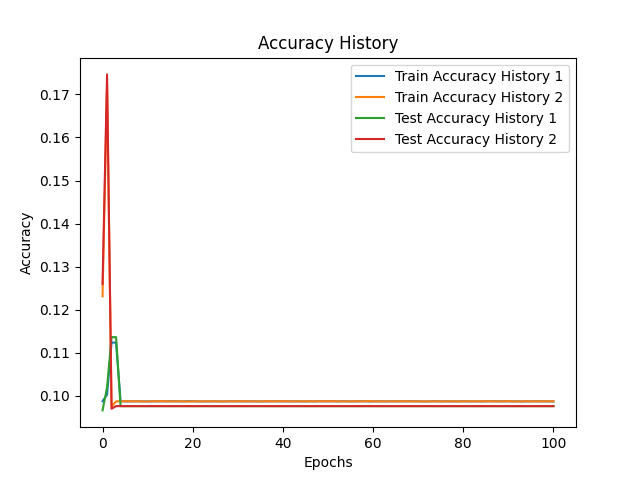 Accuracy History
Train Accuracy History 1
Train Accuracy History 2
Test Accuracy History 1
Test Accuracy History 2
0.17
0.16
0.15
0.14
0.13
0.12
0.11
0.10
Accuracy
0 20 40 60 80 100
Epochs